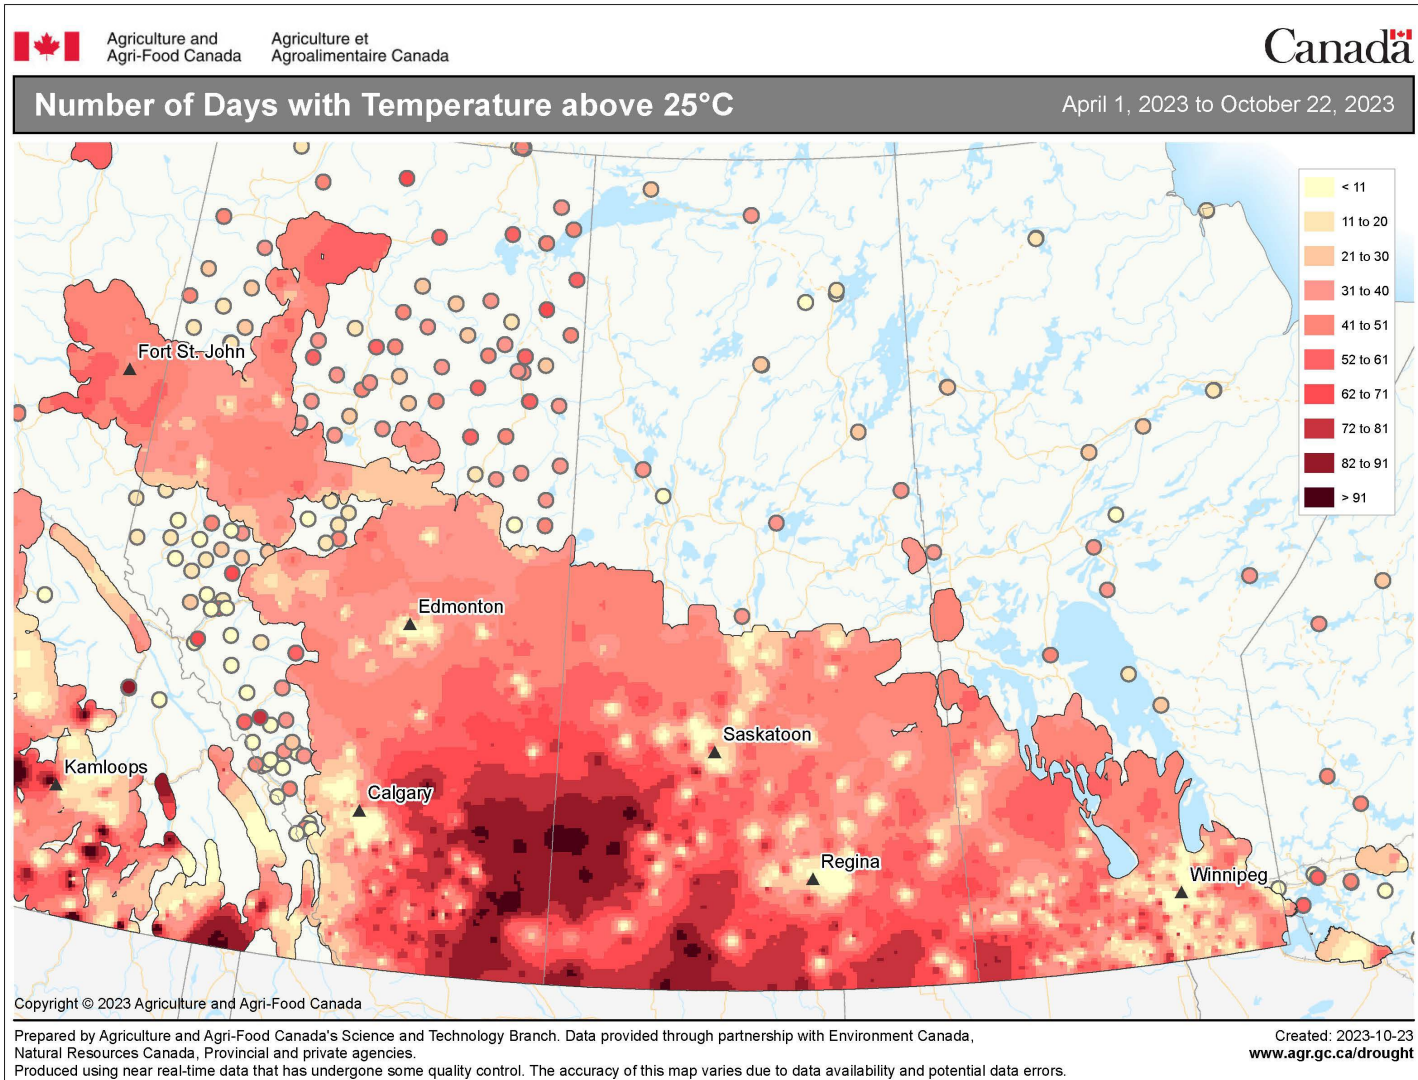 Agriculture and
Agri-Food Canada
Agriculture et
Agroalimentaire Canada
Canada
Number of Days with Temperature above 25°C
April 1, 2023 to October 22, 2023
< 11
11 to 20
21 to 30
31 to 40
41 to 51
52 to 61
62 to 71
72 to 81
82 to 91
> 91
Fort St. John
Edmonton
Saskatoon
Kamloops
Calgary
Regina
Winnipeg
Copyright © 2023 Agriculture and Agri-Food Canada
Prepared by Agriculture and Agri-Food Canada's Science and Technology Branch. Data provided through partnership with Environment Canada,
Natural Resources Canada, Provincial and private agencies.
Produced using near real-time data that has undergone some quality control. The accuracy of this map varies due to data availability and potential data errors.
Created: 2023-10-23
www.agr.gc.ca/drought